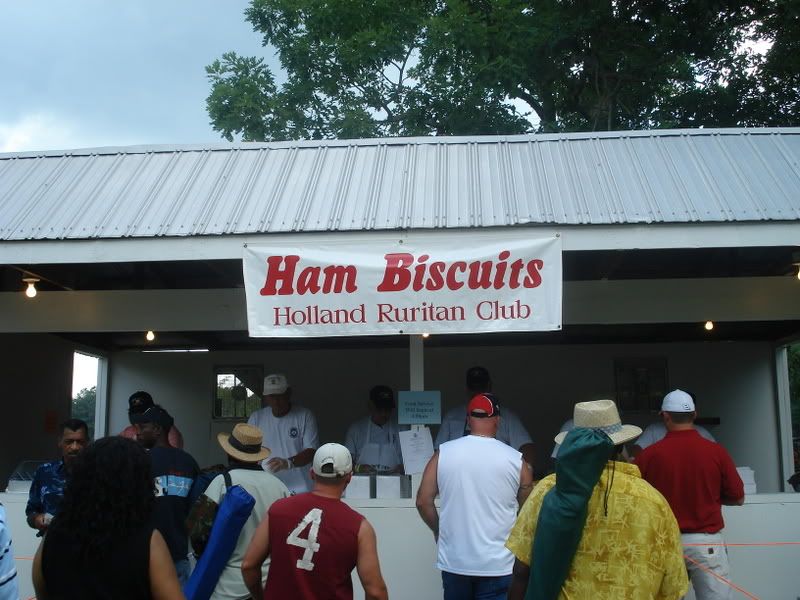 Ham Biscuits
Holland Ruritan Club
4